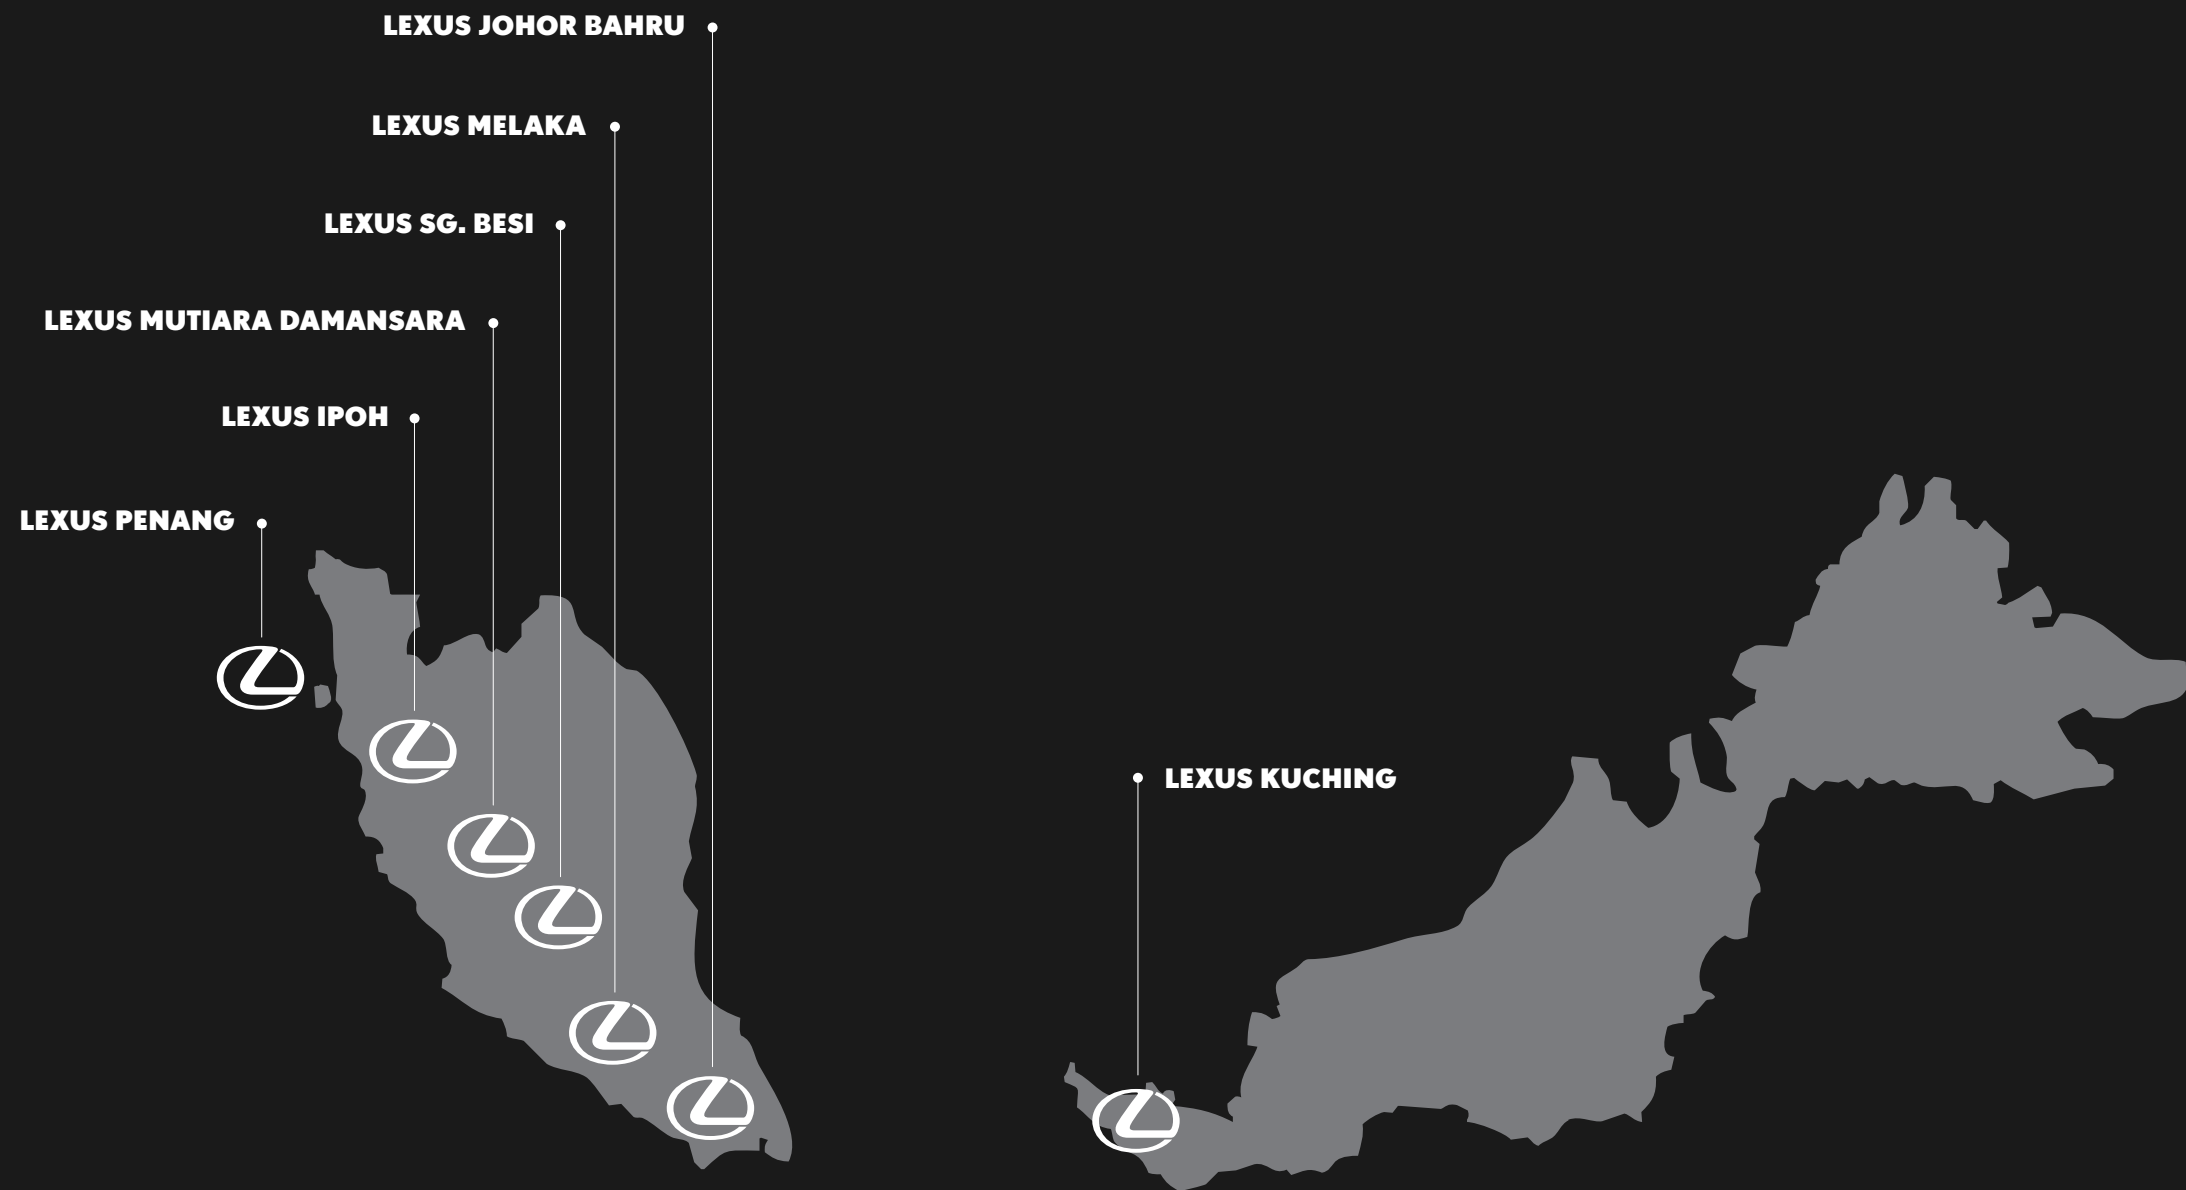 LEXUS JOHOR BAHRU
LEXUS MELAKA
LEXUS SG. BESI
LEXUS MUTIARA DAMANSARA
LEXUS IPOH
LEXUS PENANG
LEXUS KUCHING